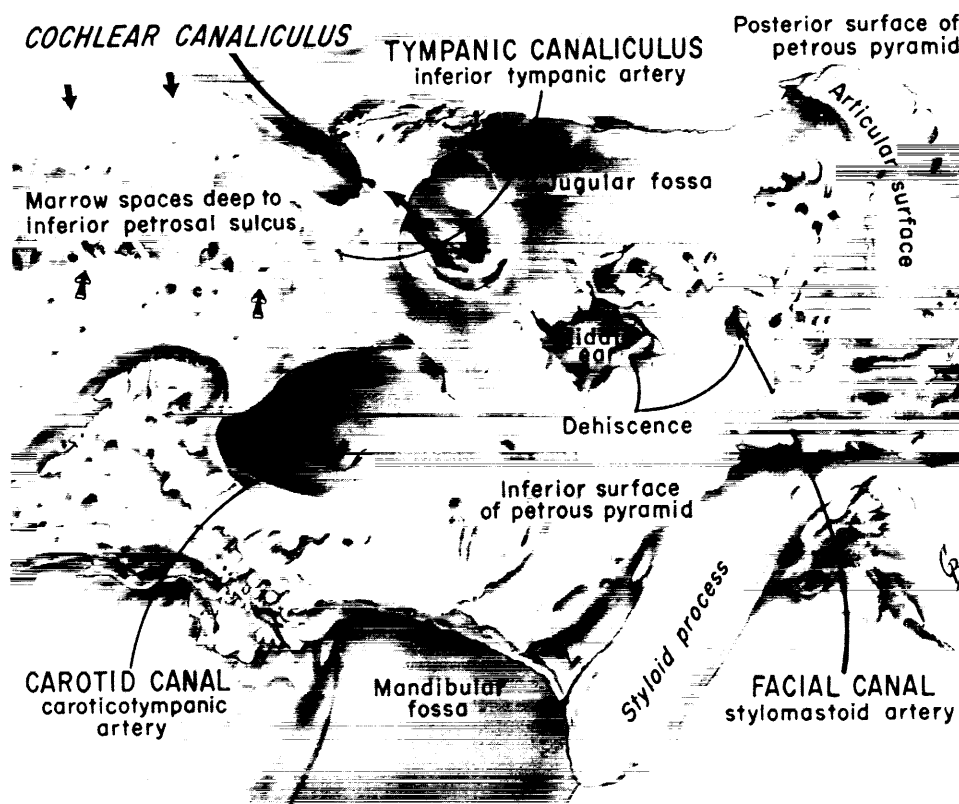 COCHLEAR CANALICULUS
TYMPANIC CANALICULUS
inferior tympanic artery
Posterior surface of
petrous pyramid
Articular surface
Jugular fossa
Marrow spaces deep to
inferior petrosal sulcus
ear
Dehiscence
Inferior surface
of petrous pyramid
Styloid process
CAROTID CANAL
caroticotympanic
artery
Mandibular
fossa
FACIAL CANAL
stylomastoid artery